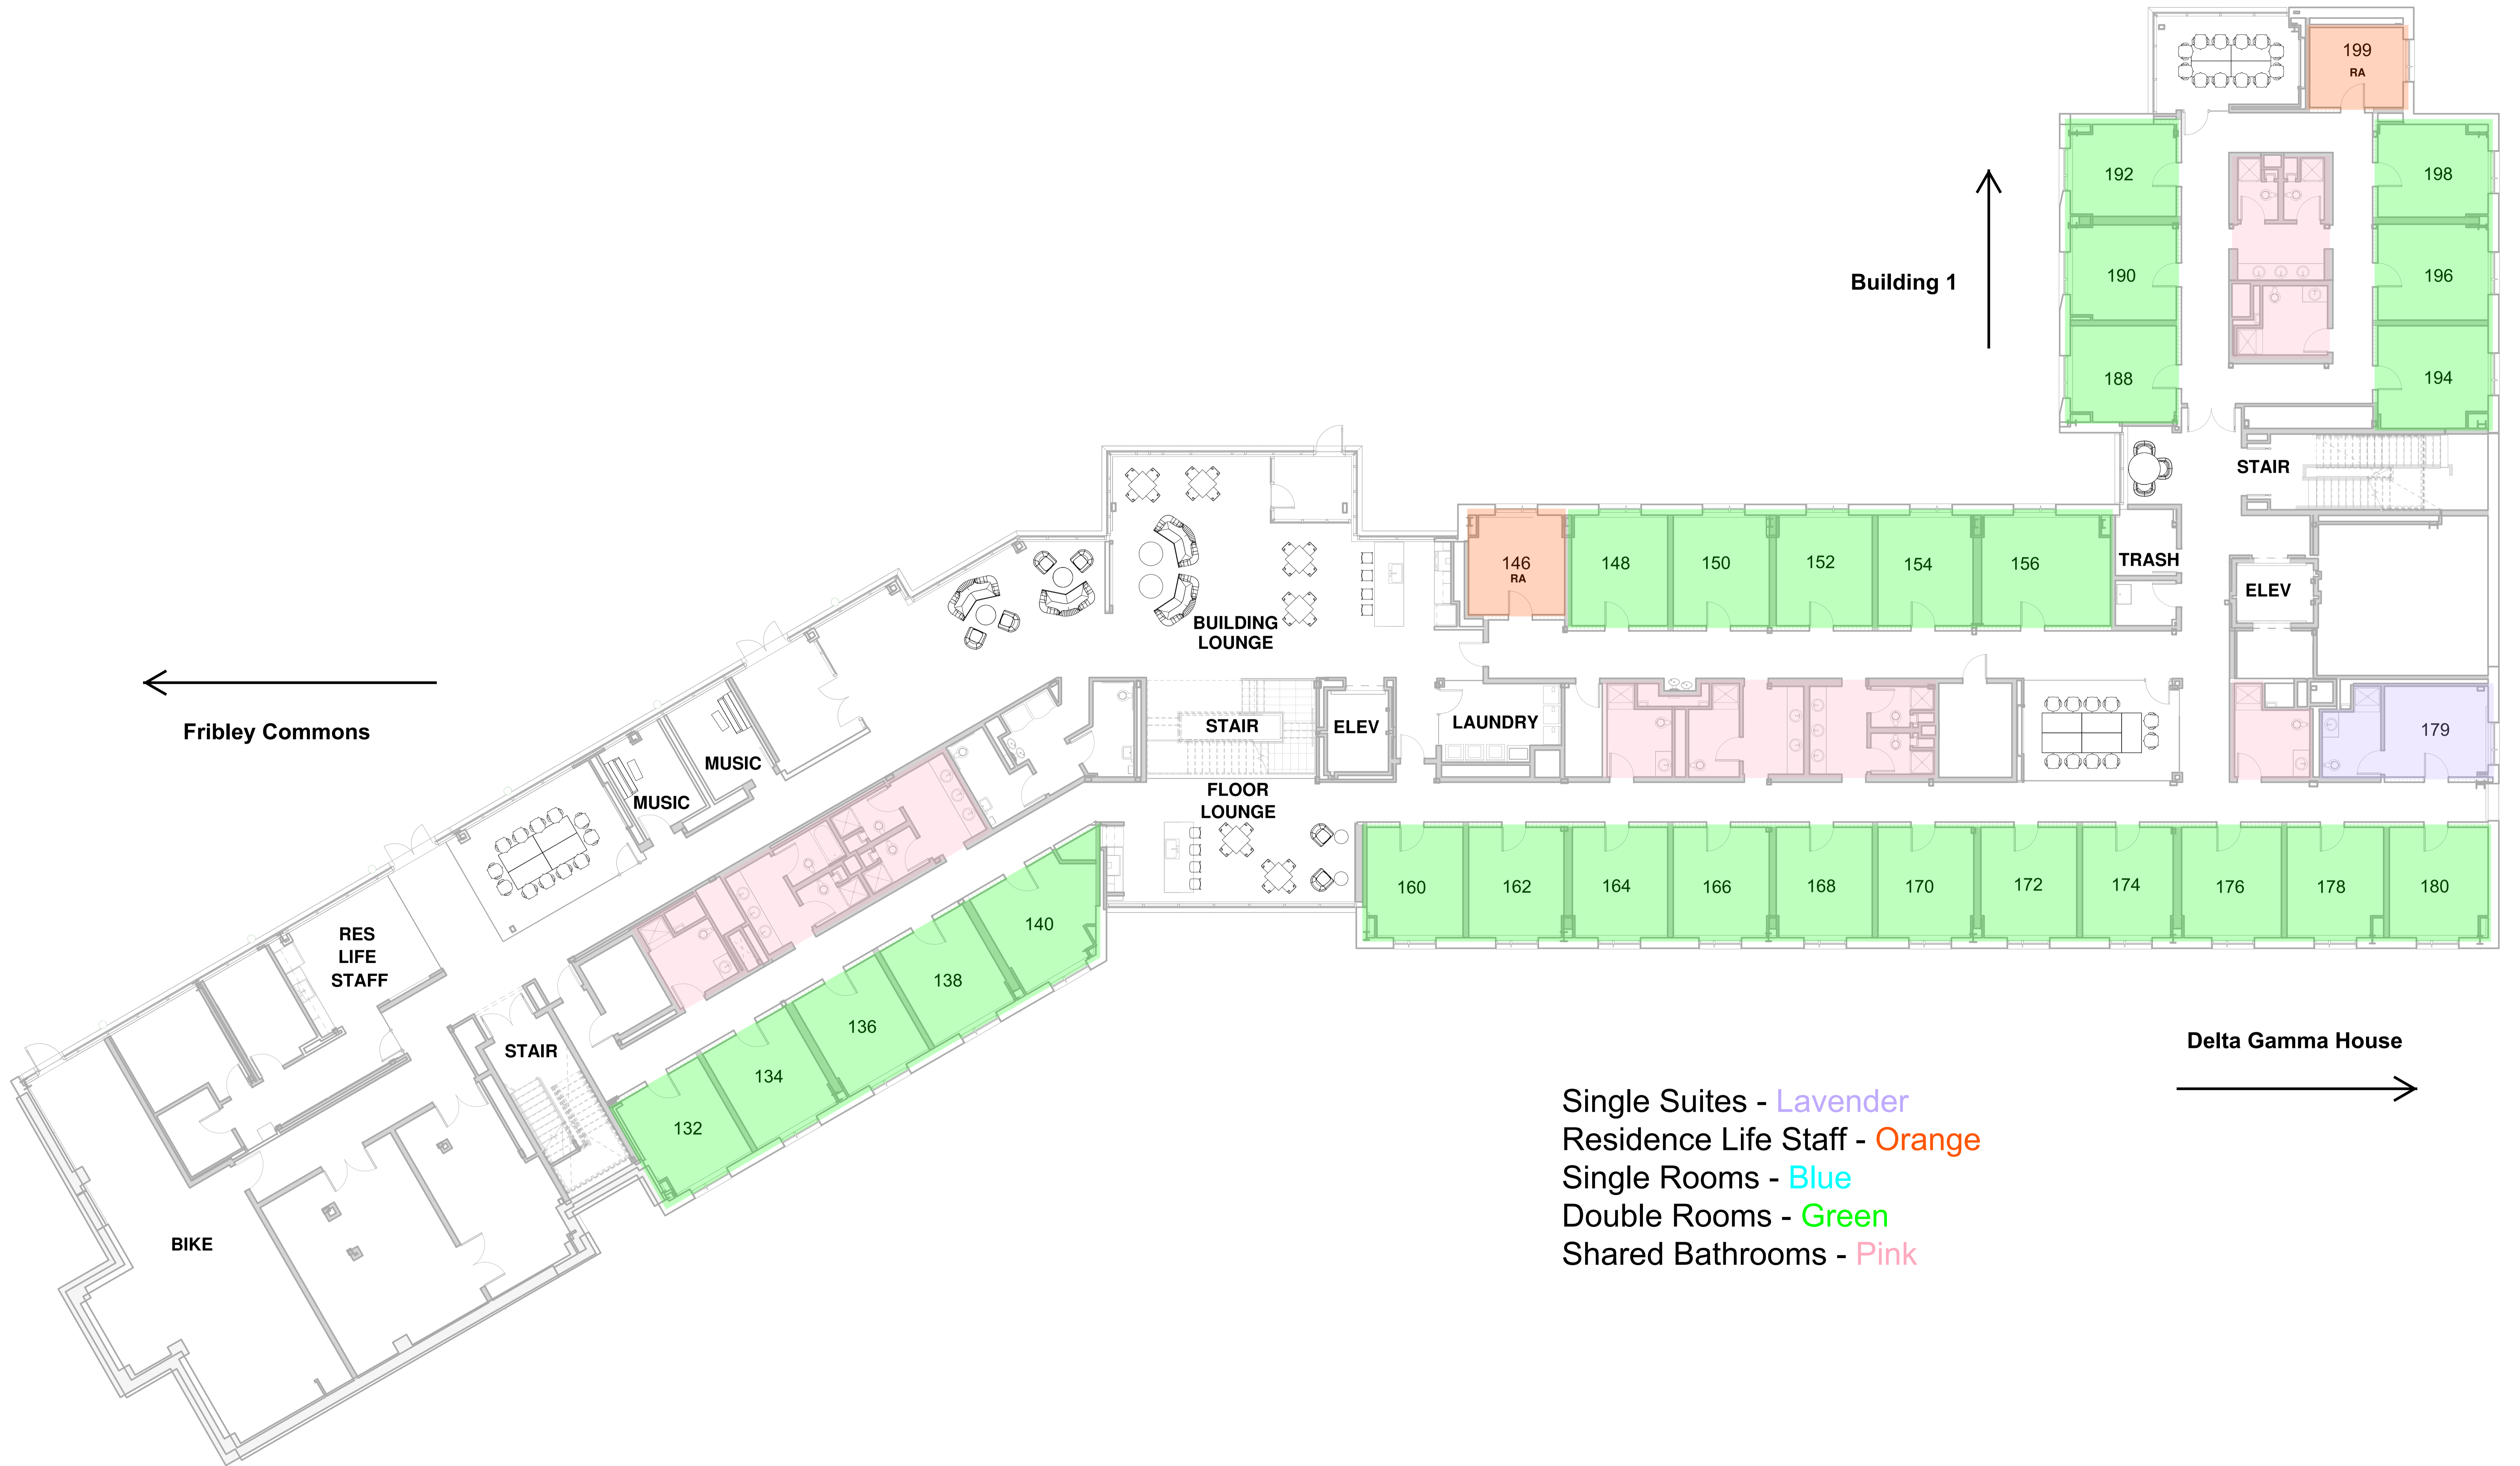 199
RA
192
198
190
196
188
194
Building 1
STAIR
146
RA
148
150
152
154
156
TRASH
ELEV
BUILDING
LOUNGE
Fribley Commons
MUSIC
MUSIC
STAIR
ELEV
LAUNDRY
179
FLOOR
LOUNGE
160
162
164
166
168
170
172
174
176
178
180
140
138
136
134
132
RES
LIFE
STAFF
STAIR
BIKE
Delta Gamma House
Single Suites - Lavender
Residence Life Staff - Orange
Single Rooms - Blue
Double Rooms - Green
Shared Bathrooms - Pink